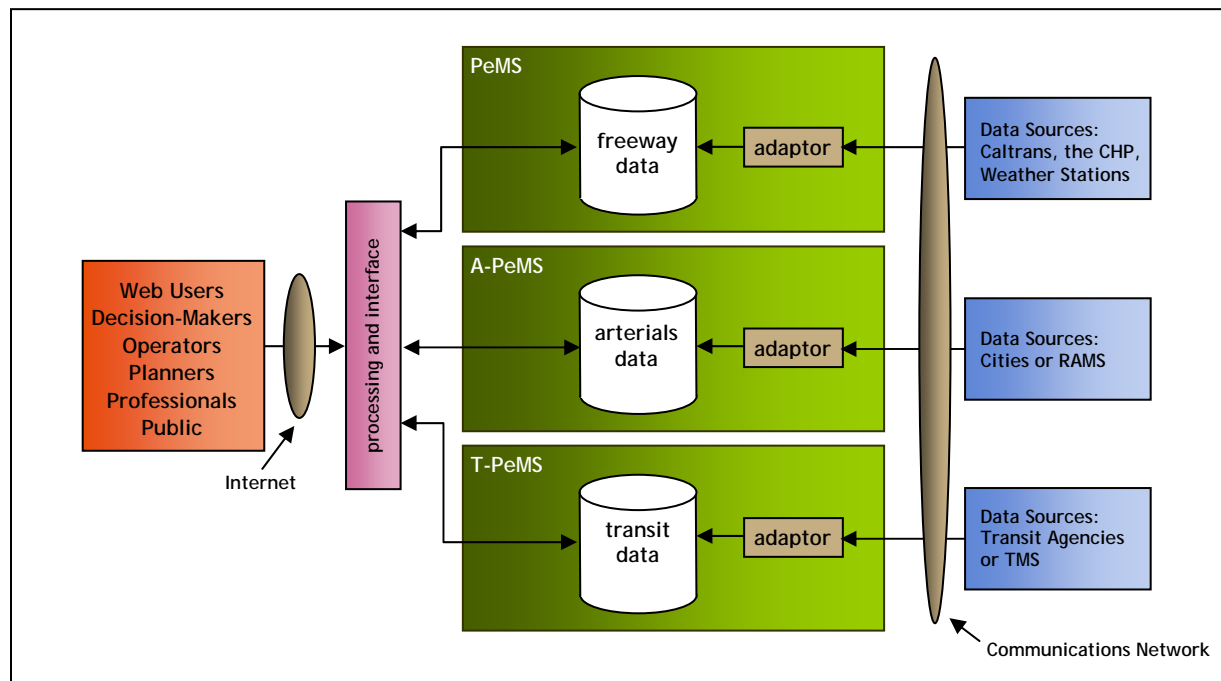 Web Users
Decision-Makers
Operators
Planners
Professionals
Public
Internet
processing and interface
PeMS
freeway
data
adaptor
Data Sources:
Caltrans, the CHP,
Weather Stations
A-PeMS
arterials
data
adaptor
Data Sources:
Cities or RAMS
T-PeMS
transit
data
adaptor
Data Sources:
Transit Agencies
or TMS
Communications Network